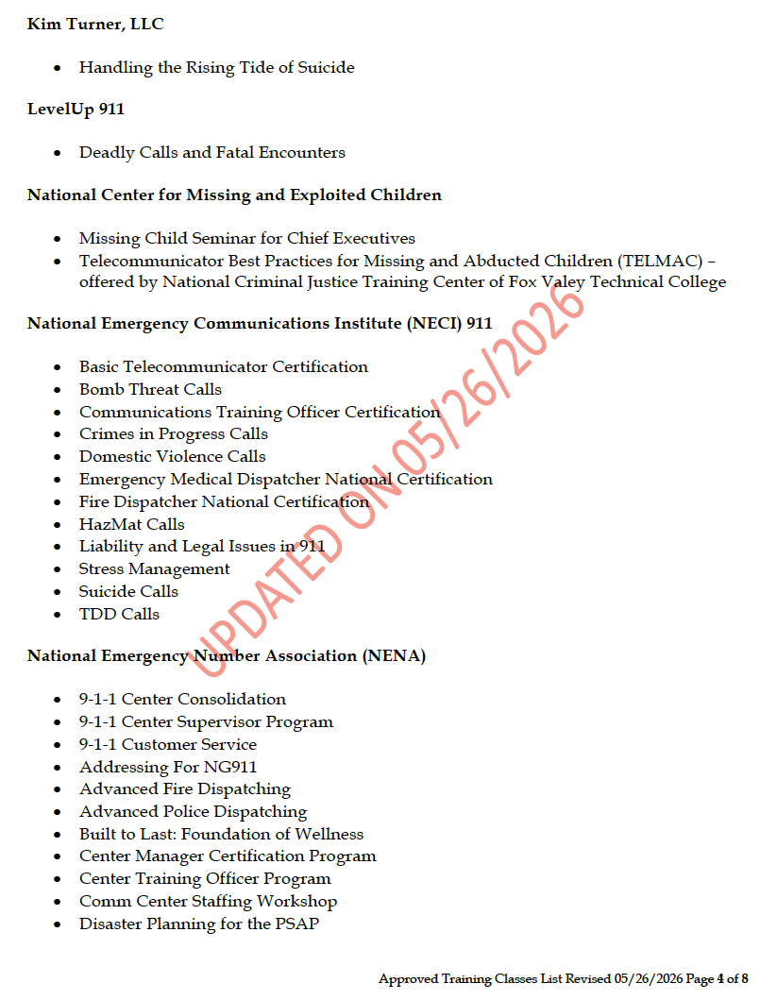 Kim Turner, LLC
• Handling the Rising Tide of Suicide
LevelUp 911
• Deadly Calls and Fatal Encounters
National Center for Missing and Exploited Children
• Missing Child Seminar for Chief Executives
• Telecommunicator Best Practices for Missing and Abducted Children (TELMAC) –
offered by National Criminal Justice Training Center of Fox Valey Technical College
National Emergency Communications Institute (NECI) 911
• Basic Telecommunicator Certification
• Bomb Threat Calls
• Communications Training Officer Certification
• Crimes in Progress Calls
• Domestic Violence Calls
• Emergency Medical Dispatcher National Certification
• Fire Dispatcher National Certification
• HazMat Calls
• Liability and Legal Issues in 911
• Stress Management
• Suicide Calls
• TDD Calls
UPDATED ON 05/26/2026
National Emergency Number Association (NENA)
• 9-1-1 Center Consolidation
• 9-1-1 Center Supervisor Program
• 9-1-1 Customer Service
• Addressing For NG911
• Advanced Fire Dispatching
• Advanced Police Dispatching
• Built to Last: Foundation of Wellness
• Center Manager Certification Program
• Center Training Officer Program
• Comm Center Staffing Workshop
• Disaster Planning for the PSAP
Approved Training Classes List Revised 05/26/2026 Page 4 of 8